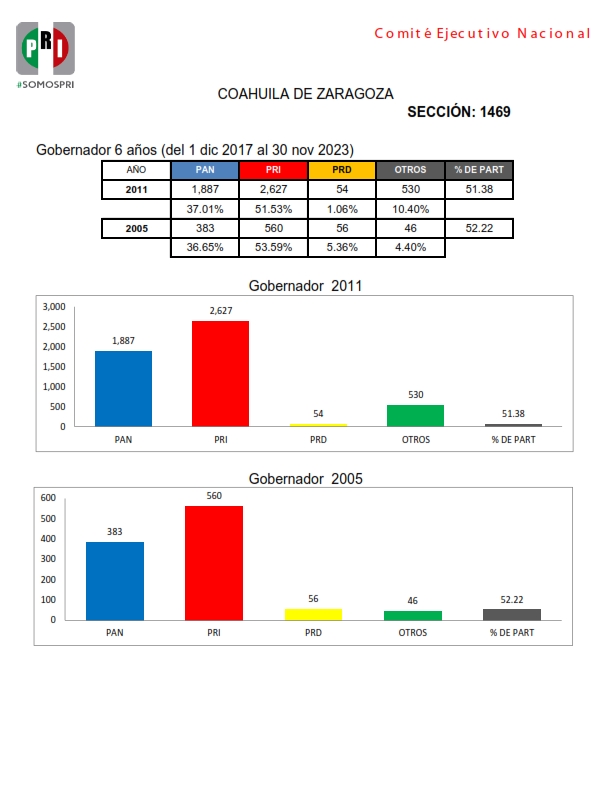 Comité Ejecutivo Nacional
PRI
#SOMOSPRI
COAHUILA DE ZARAGOZA
SECCIÓN: 1469
Gobernador 6 años (del 1 dic 2017 al 30 nov 2023)
AÑO PAN PRI PRD OTROS % DE PART
2011 1,887 2,627 54 530 51.38
37.01% 51.53% 1.06% 10.40%
2005 383 560 56 46 52.22
36.65% 53.59% 5.36% 4.40%
Gobernador 2011
3,000
2,500
2,000
1,500
1,000
500
0
1,887
2,627
54
530
51.38
PAN PRI PRD OTROS % DE PART
Gobernador 2005
600
500
400
300
200
100
0
383
560
56
46
52.22
PAN PRI PRD OTROS % DE PART